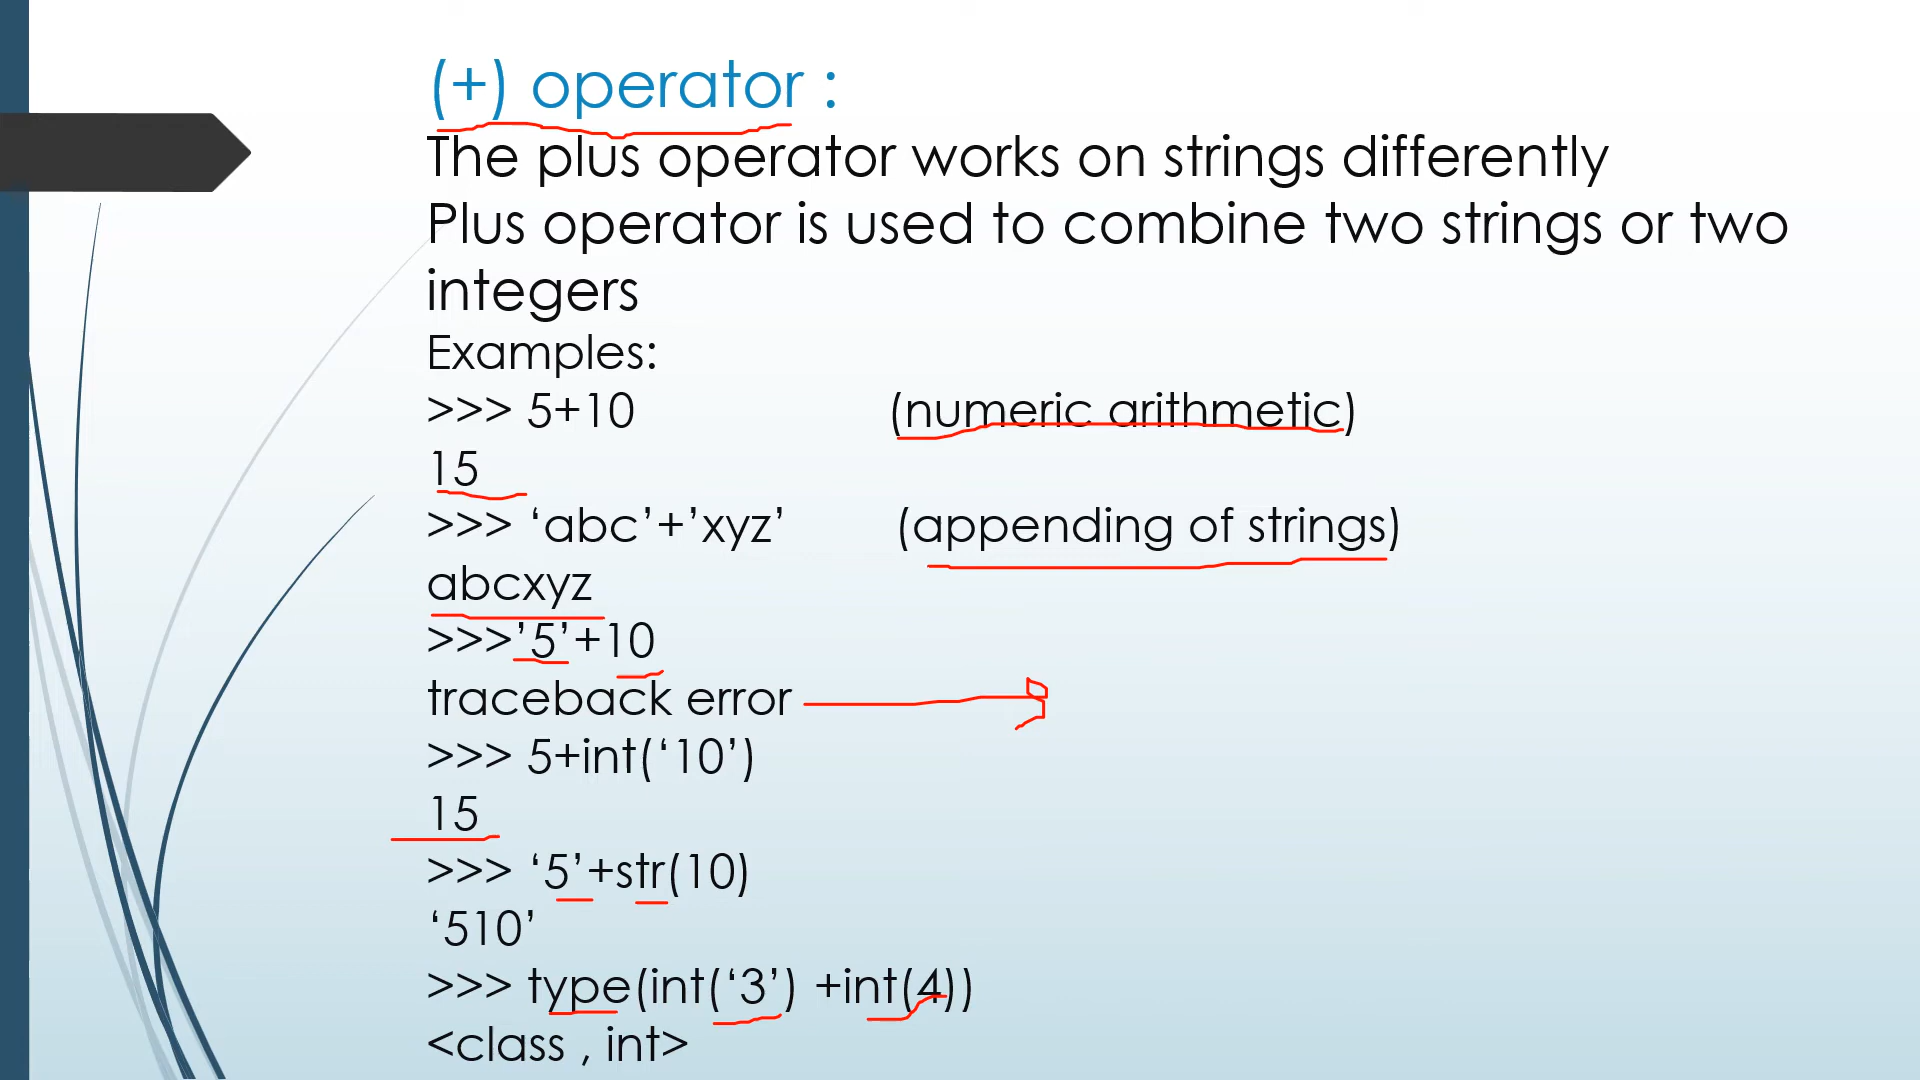 (+) operator :
The plus operator works on strings differently
Plus operator is used to combine two strings or two
integers
Examples:
>>> 5+10 (numeric arithmetic)
15
>>> ‘abc’+’xyz’ (appending of strings)
abcxyz
>>>’5’+10
traceback error
>>> 5+int(‘10’)
15
>>> ‘5’+str(10)
‘510’
>>> type(int(‘3’) +int(4))
<class , int>